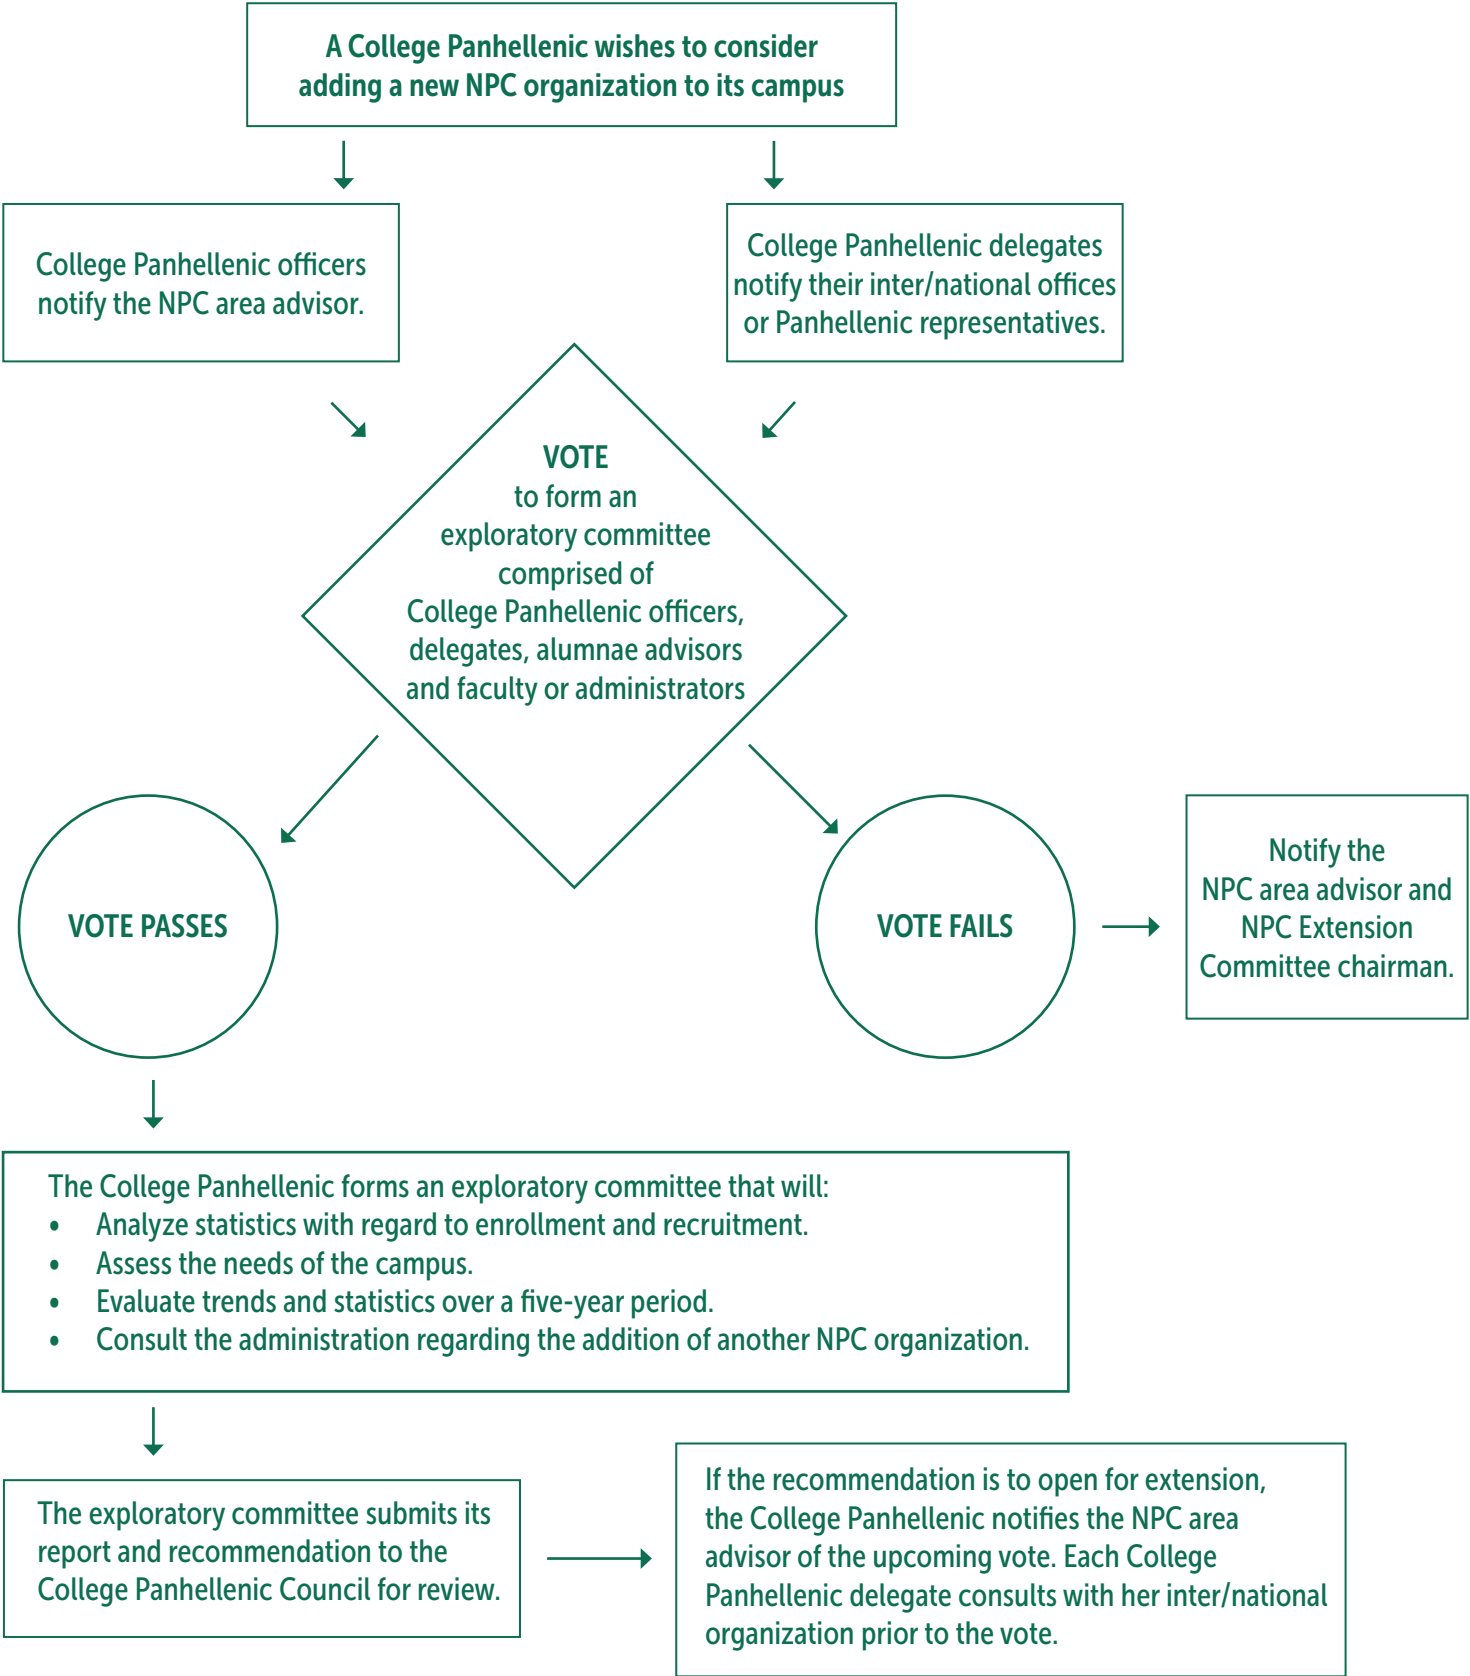 A College Panhellenic wishes to consider
adding a new NPC organization to its campus
College Panhellenic officers
notify the NPC area advisor.
College Panhellenic delegates
notify their inter/national offices
or Panhellenic representatives.
VOTE
to form an
exploratory committee
comprised of
College Panhellenic officers,
delegates, alumnae advisors
and faculty or administrators
VOTE PASSES
VOTE FAILS
Notify the
NPC area advisor and
NPC Extension
Committee chairman.
The College Panhellenic forms an exploratory committee that will:
• Analyze statistics with regard to enrollment and recruitment.
• Assess the needs of the campus.
• Evaluate trends and statistics over a five-year period.
• Consult the administration regarding the addition of another NPC organization.
The exploratory committee submits its
report and recommendation to the
College Panhellenic Council for review.
If the recommendation is to open for extension,
the College Panhellenic notifies the NPC area
advisor of the upcoming vote. Each College
Panhellenic delegate consults with her inter/national
organization prior to the vote.